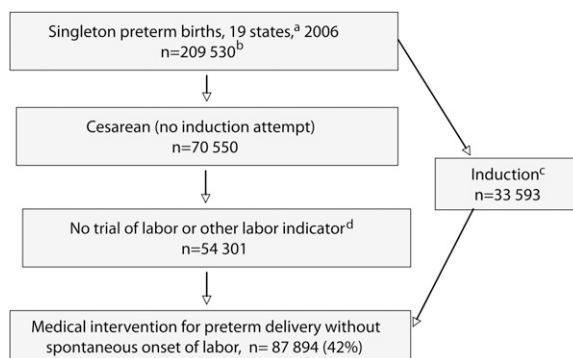 Singleton preterm births, 19 states,ᵃ 2006
n=209 530ᵇ
Cesarean (no induction attempt)
n=70 550
Inductionᶜ
n=33 593
No trial of labor or other labor indicatorᵈ
n=54 301
Medical intervention for preterm delivery without
spontaneous onset of labor, n= 87 894 (42%)